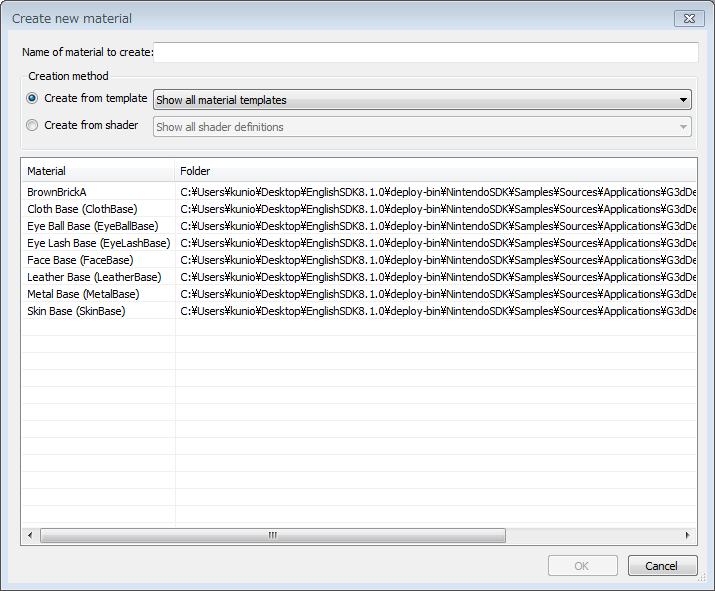 Create new material
Name of material to create:
Creation method
Create from template Show all material templates
Create from shader Show all shader definitions
Material Folder
BrownBrickA C:¥Users¥kunio¥Desktop¥EnglishSDK8.1.0¥deploy-bin¥NintendoSDK¥Samples¥Sources¥Applications¥G3dDe
Cloth Base (ClothBase) C:¥Users¥kunio¥Desktop¥EnglishSDK8.1.0¥deploy-bin¥NintendoSDK¥Samples¥Sources¥Applications¥G3dDe
Eye Ball Base (EyeBallBase) C:¥Users¥kunio¥Desktop¥EnglishSDK8.1.0¥deploy-bin¥NintendoSDK¥Samples¥Sources¥Applications¥G3dDe
Eye Lash Base (EyeLashBase) C:¥Users¥kunio¥Desktop¥EnglishSDK8.1.0¥deploy-bin¥NintendoSDK¥Samples¥Sources¥Applications¥G3dDe
Face Base (FaceBase) C:¥Users¥kunio¥Desktop¥EnglishSDK8.1.0¥deploy-bin¥NintendoSDK¥Samples¥Sources¥Applications¥G3dDe
Leather Base (LeatherBase) C:¥Users¥kunio¥Desktop¥EnglishSDK8.1.0¥deploy-bin¥NintendoSDK¥Samples¥Sources¥Applications¥G3dDe
Metal Base (MetalBase) C:¥Users¥kunio¥Desktop¥EnglishSDK8.1.0¥deploy-bin¥NintendoSDK¥Samples¥Sources¥Applications¥G3dDe
Skin Base (SkinBase) C:¥Users¥kunio¥Desktop¥EnglishSDK8.1.0¥deploy-bin¥NintendoSDK¥Samples¥Sources¥Applications¥G3dDe
OK Cancel